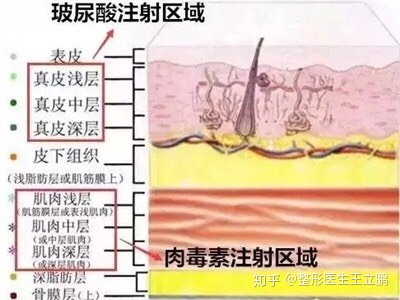 玻尿酸注射区域
表皮
真皮浅层
真皮中层
真皮深层
皮下组织
(浅脂肪层或肌筋膜上)
肌肉浅层
(肌筋膜层或表浅肌肉)
肌肉中层
(或中层肌肉)
肌肉深层
(或深层肌肉)
肉毒素注射区域
深脂肪层
骨膜层(上)
知乎 @整形医生王立鹏